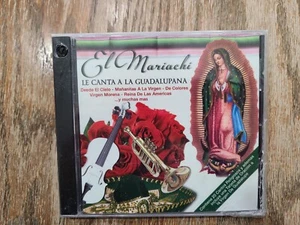 El Mariachi
LE CANTA A LA GUADALUPANA
Desde El Cielo - Mañanitas A La Virgen - De Colores
Virgen Morena - Reina De Las Americas
...y muchas mas